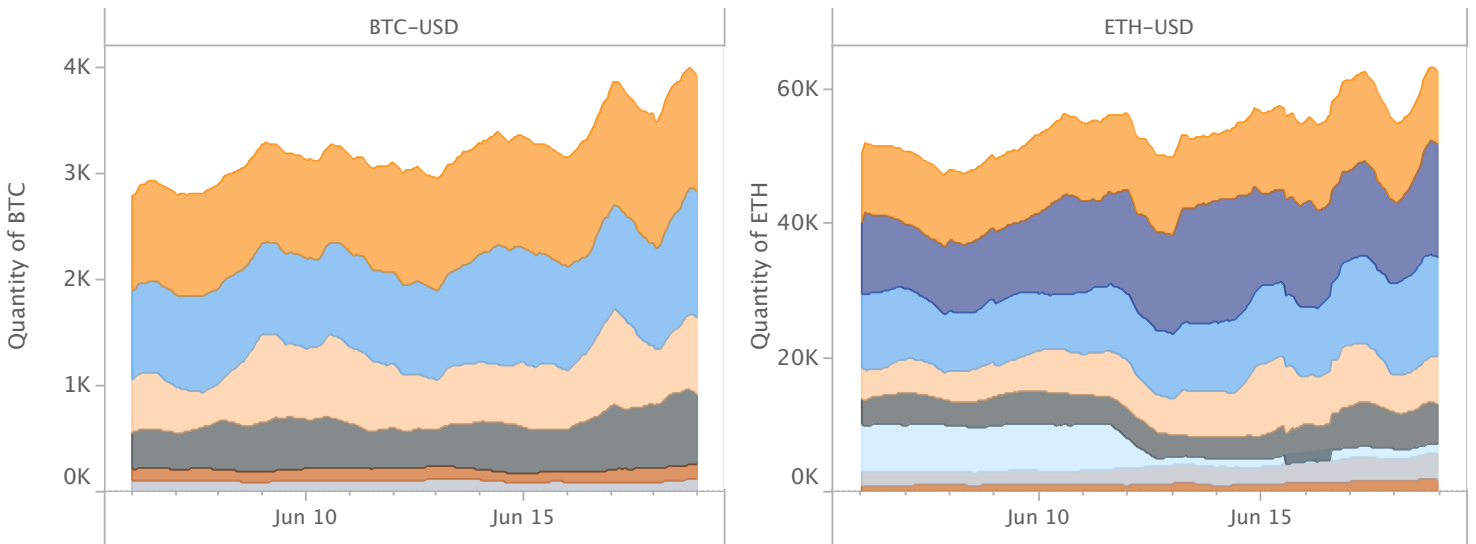 BTC–USD
ETH–USD
Quantity of BTC
4K
3K
2K
1K
0K
Jun 10
Jun 15
Quantity of ETH
60K
40K
20K
0K
Jun 10
Jun 15